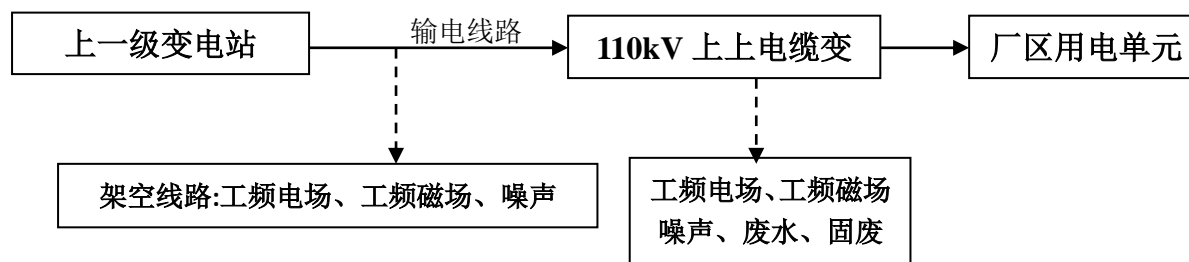 上一级变电站
输电线路
110kV 上上电缆变
厂区用电单元
架空线路:工频电场、工频磁场、噪声
工频电场、工频磁场
噪声、废水、固废